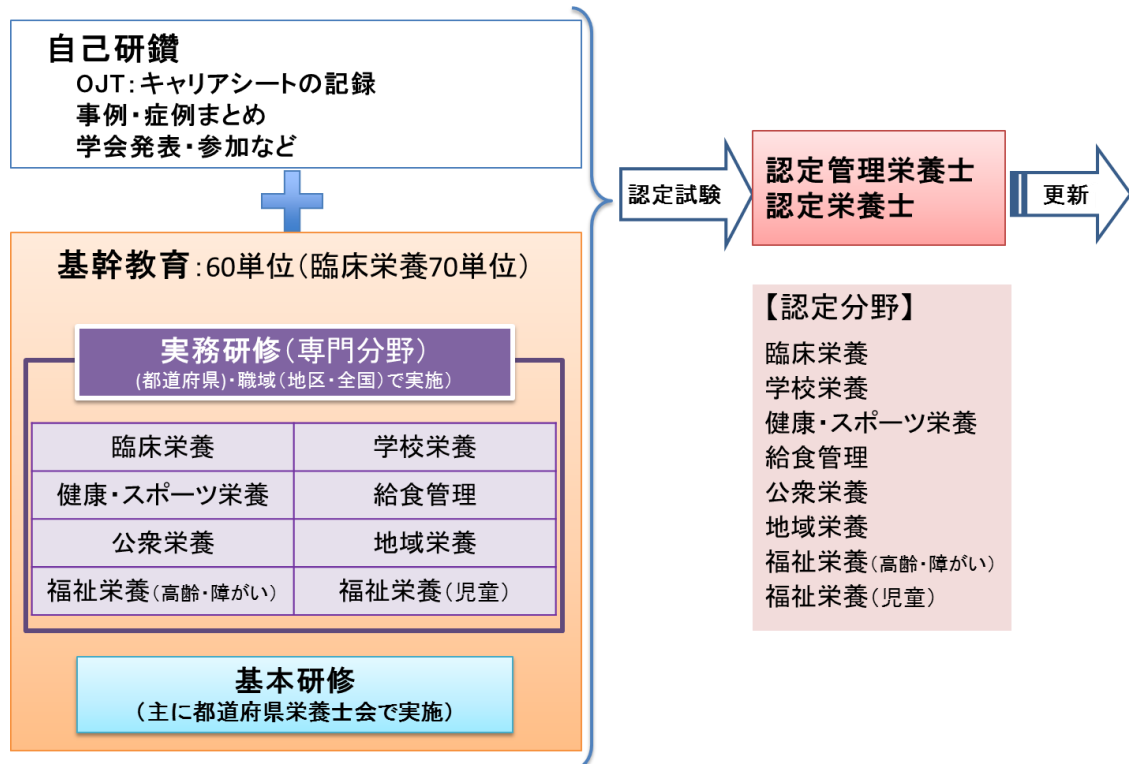 自己研鑽
OJT：キャリアシートの記録
事例・症例まとめ
学会発表・参加など
基幹教育：60単位（臨床栄養70単位）
実務研修（専門分野）
(都道府県)・職域（地区・全国）で実施）
臨床栄養
学校栄養
健康・スポーツ栄養
給食管理
公衆栄養
地域栄養
福祉栄養（高齢・障がい）
福祉栄養（児童）
基本研修
（主に都道府県栄養士会で実施）
認定試験
認定管理栄養士
認定栄養士
更新
【認定分野】
臨床栄養
学校栄養
健康・スポーツ栄養
給食管理
公衆栄養
地域栄養
福祉栄養（高齢・障がい）
福祉栄養（児童）